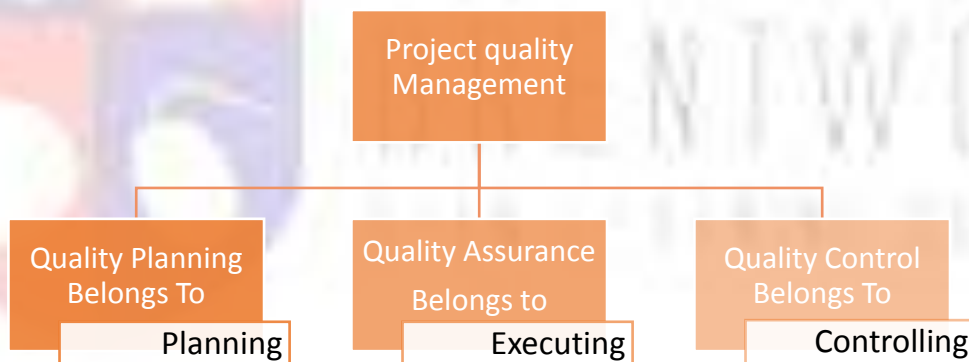 Project quality
Management
Quality Planning
Belongs To
Planning
Quality Assurance
Belongs to
Executing
Quality Control
Belongs To
Controlling